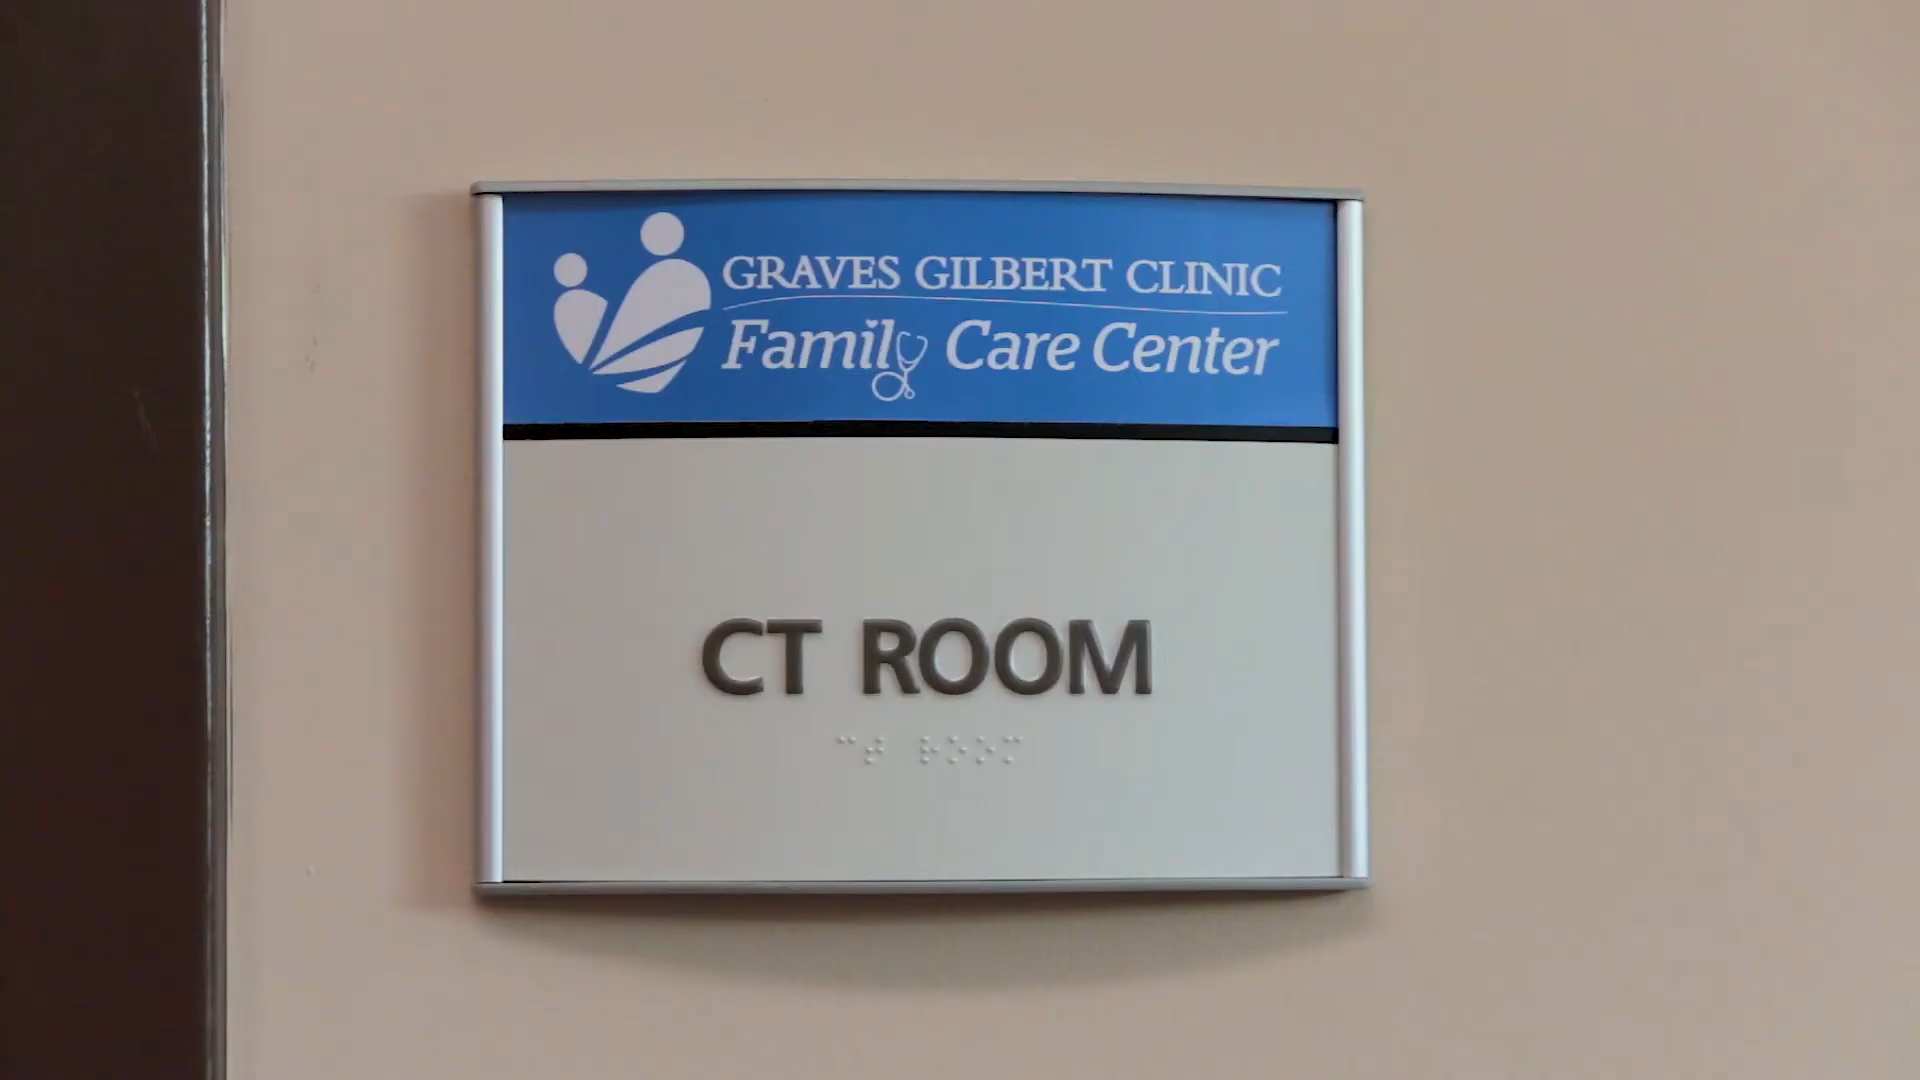 GRAVES GILBERT CLINIC
Family Care Center
CT ROOM
⠉⠞ ⠗⠕⠕⠍